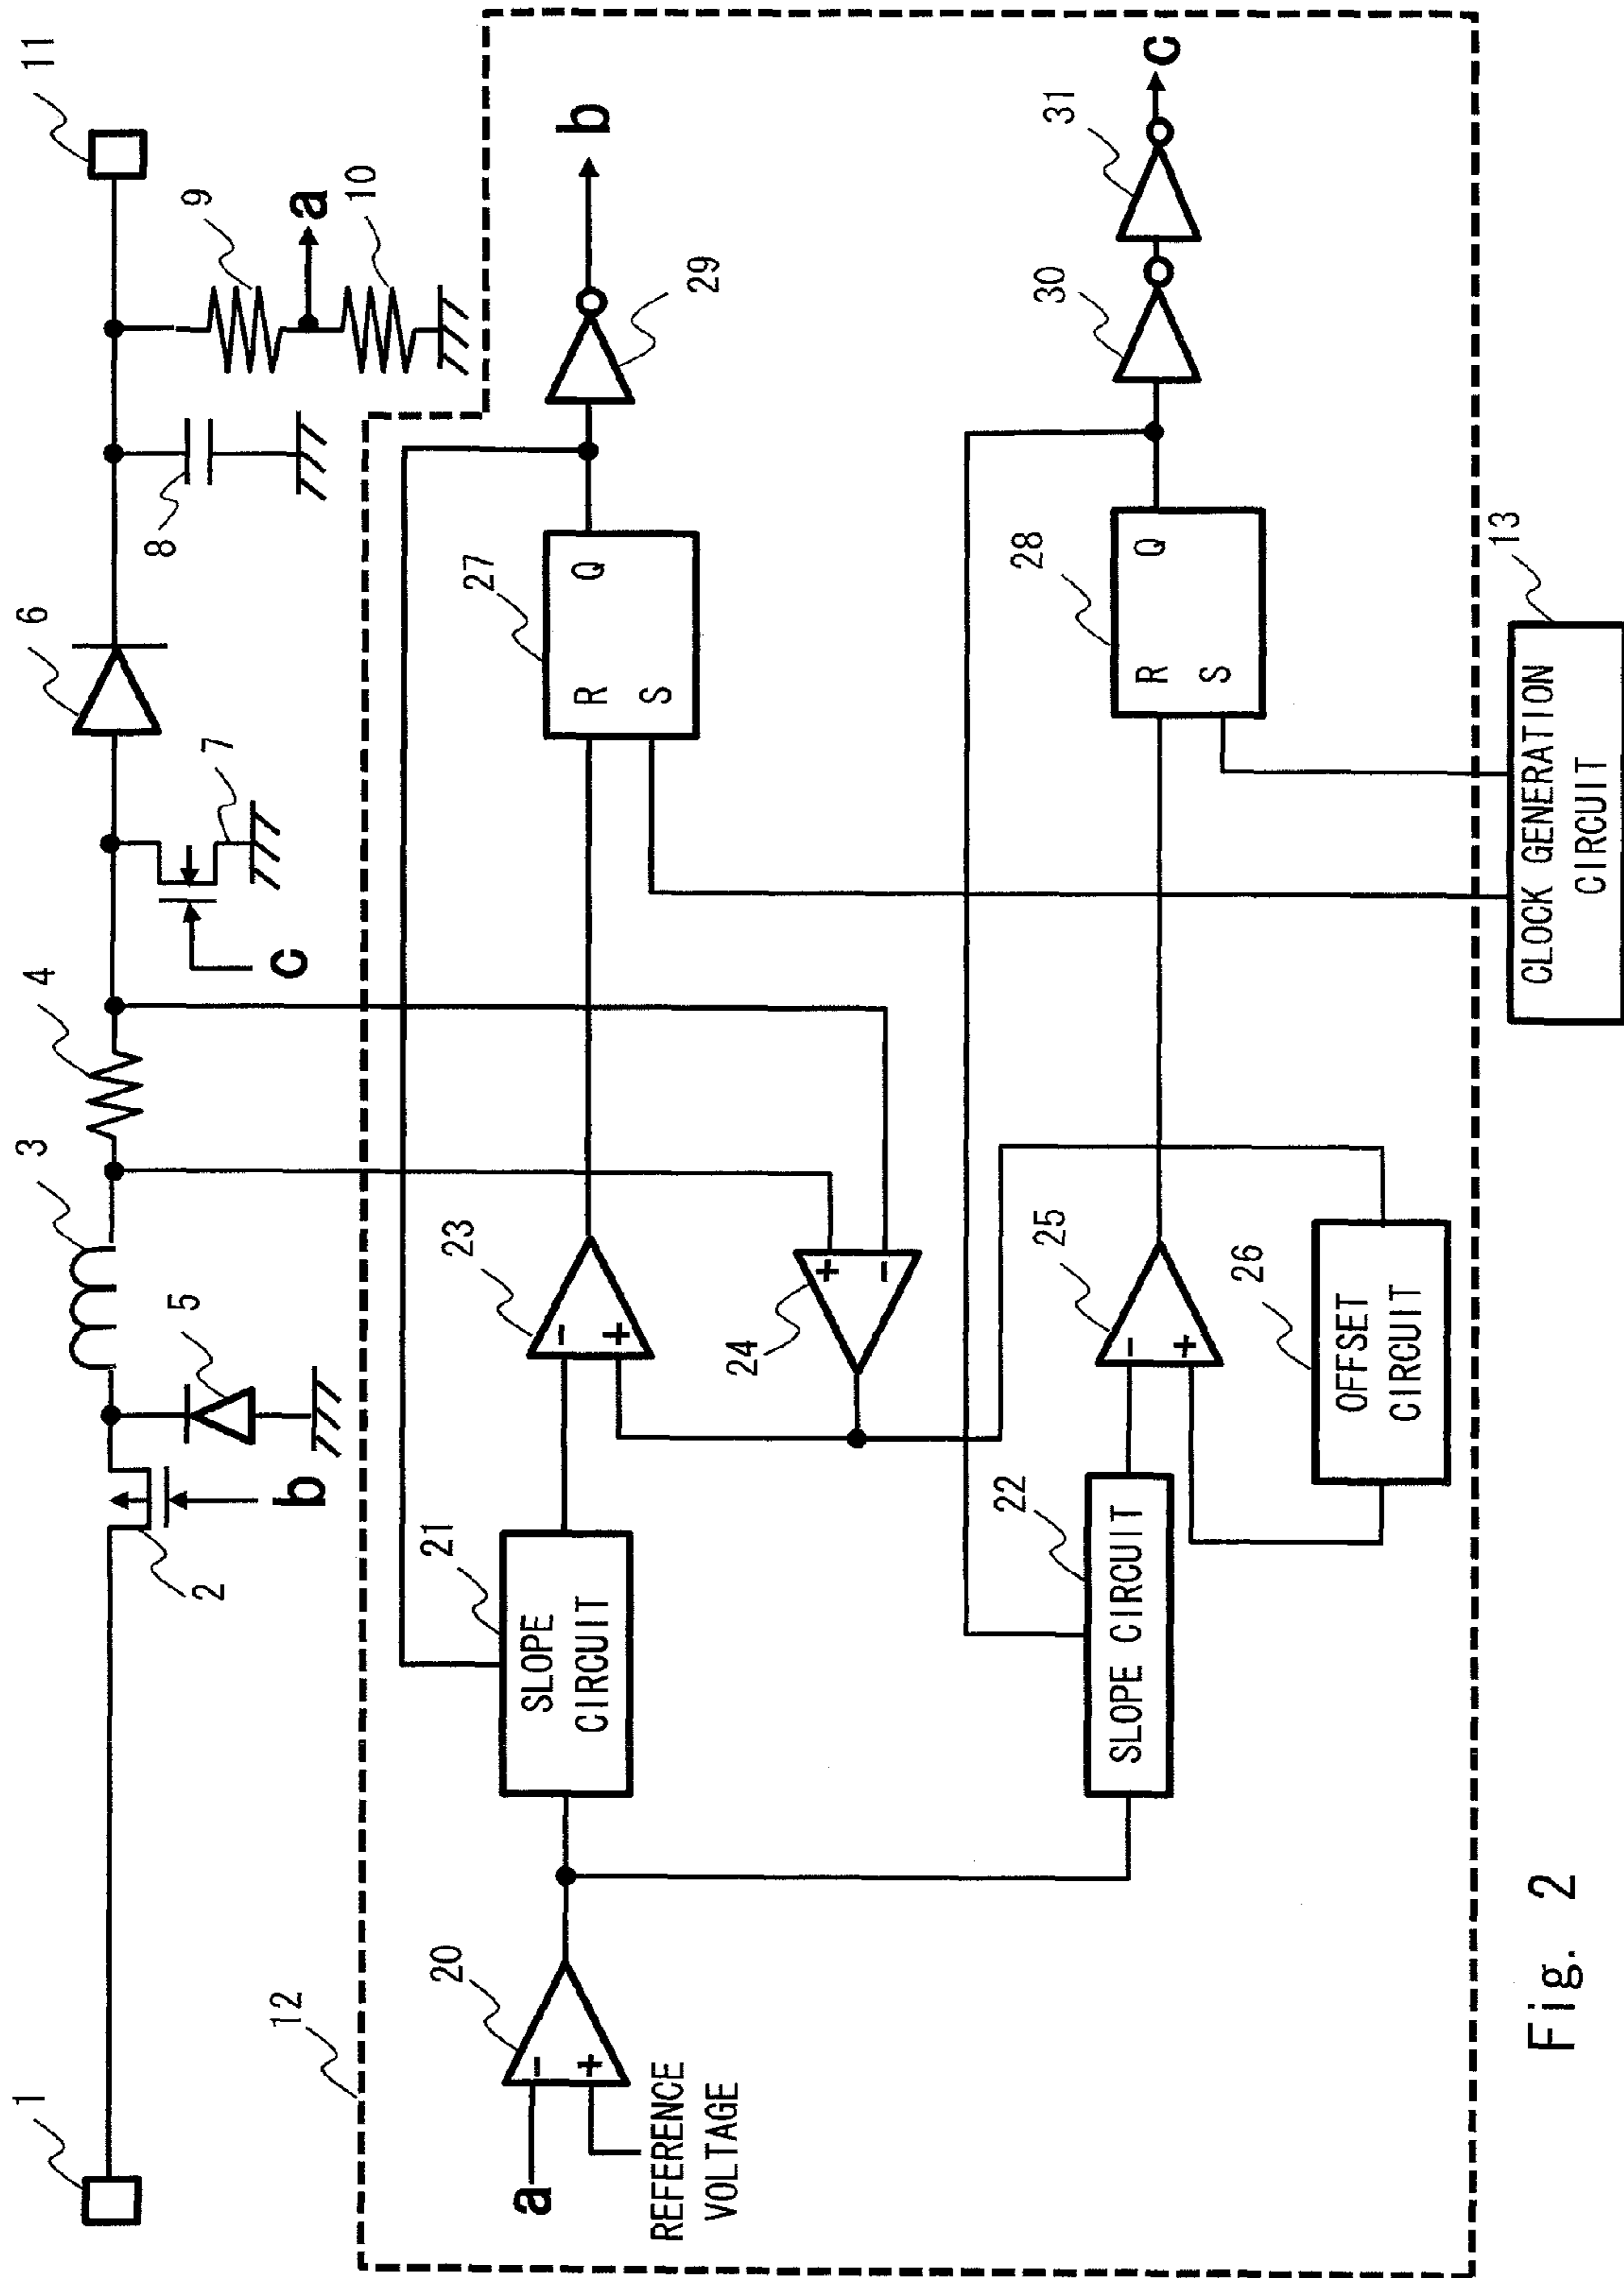 1
2
b
5
3
4
c
7
6
8
9
a
10
11
12
a
REFERENCE
VOLTAGE
-
+
20
21
SLOPE
CIRCUIT
-
+
23
+
-
24
R
S
Q
27
29
b
22
SLOPE CIRCUIT
-
+
25
26
OFFSET
CIRCUIT
R
S
Q
28
30
31
c
CLOCK GENERATION
CIRCUIT
13
Fig. 2